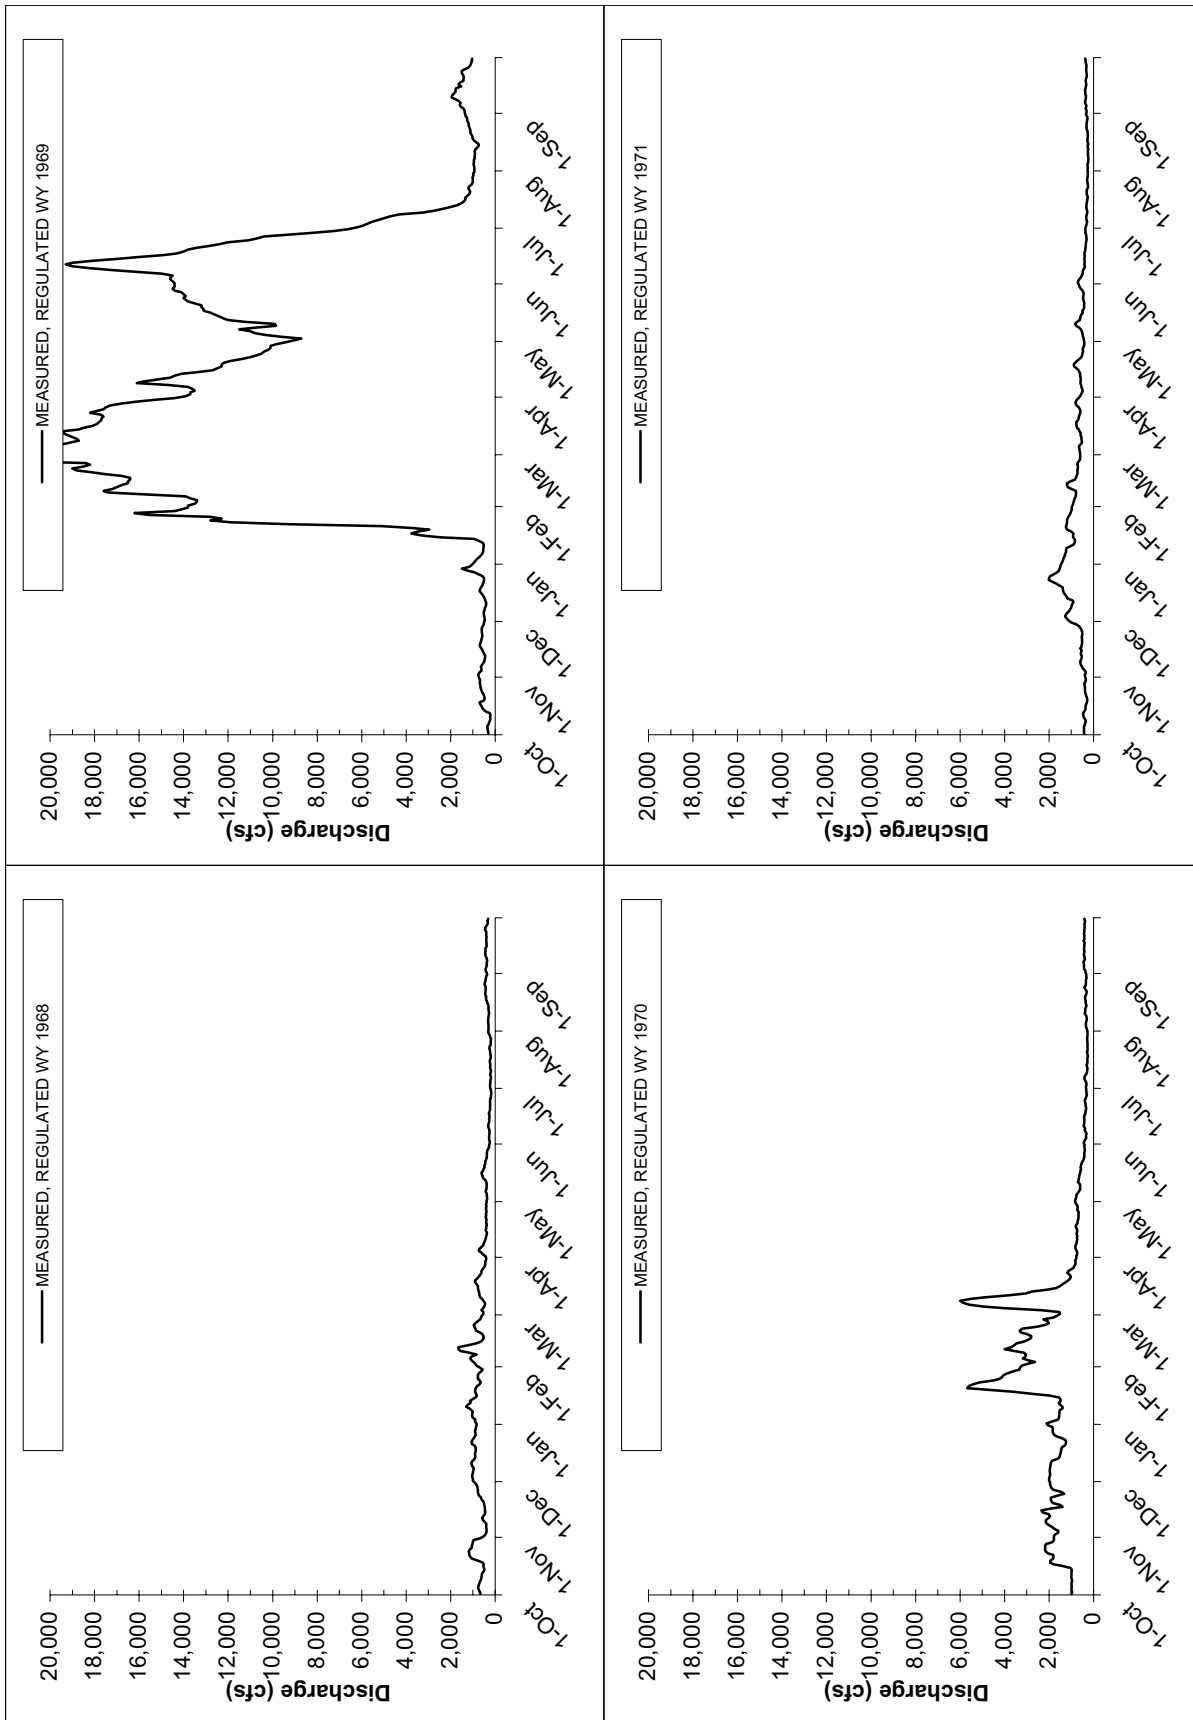 MEASURED, REGULATED WY 1968
20,000
18,000
16,000
14,000
12,000
10,000
8,000
6,000
4,000
2,000
0
Discharge (cfs)
1-Oct
1-Nov
1-Dec
1-Jan
1-Feb
1-Mar
1-Apr
1-May
1-Jun
1-Jul
1-Aug
1-Sep
MEASURED, REGULATED WY 1969
20,000
18,000
16,000
14,000
12,000
10,000
8,000
6,000
4,000
2,000
0
Discharge (cfs)
1-Oct
1-Nov
1-Dec
1-Jan
1-Feb
1-Mar
1-Apr
1-May
1-Jun
1-Jul
1-Aug
1-Sep
MEASURED, REGULATED WY 1970
20,000
18,000
16,000
14,000
12,000
10,000
8,000
6,000
4,000
2,000
0
Discharge (cfs)
1-Oct
1-Nov
1-Dec
1-Jan
1-Feb
1-Mar
1-Apr
1-May
1-Jun
1-Jul
1-Aug
1-Sep
MEASURED, REGULATED WY 1971
20,000
18,000
16,000
14,000
12,000
10,000
8,000
6,000
4,000
2,000
0
Discharge (cfs)
1-Oct
1-Nov
1-Dec
1-Jan
1-Feb
1-Mar
1-Apr
1-May
1-Jun
1-Jul
1-Aug
1-Sep